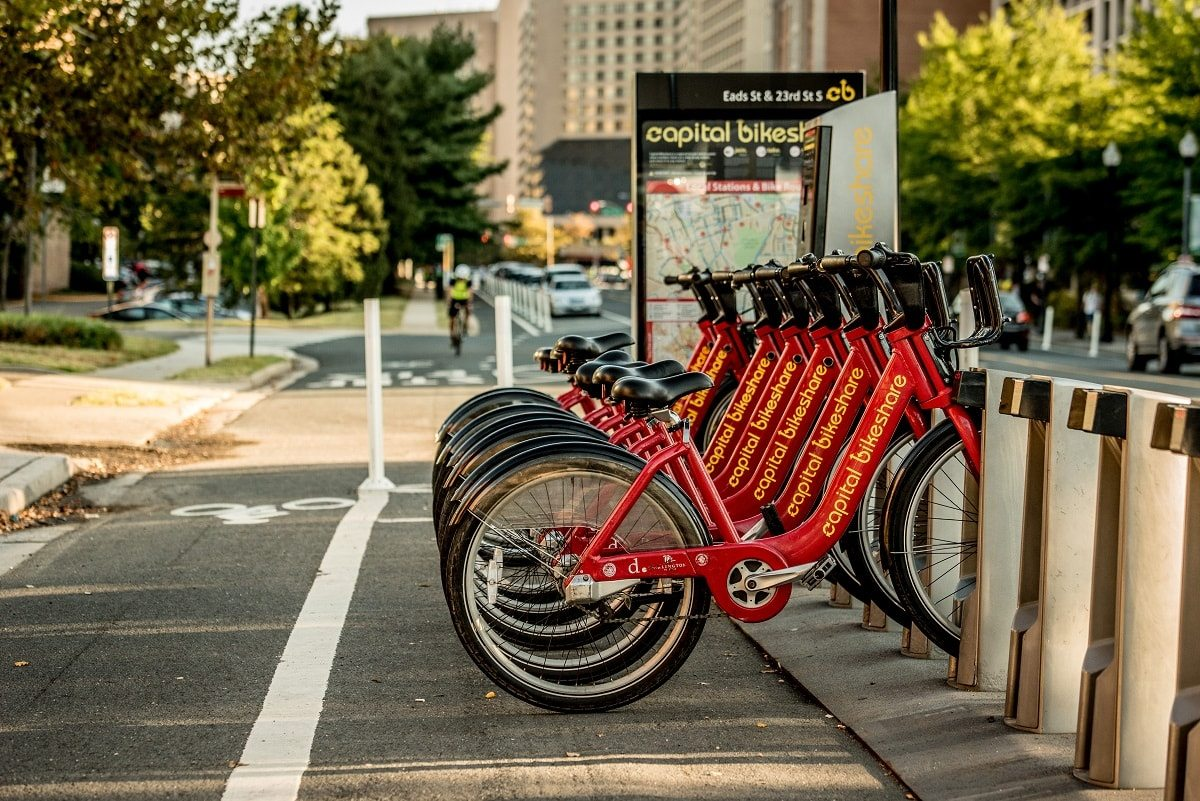 Eads St & 23rd St S cb
capital bikesh
Local Stations & Bike
bikeshare
capital bikeshare
capital bikeshare
capital bikeshare
capital bikeshare
capital bikeshare
d.